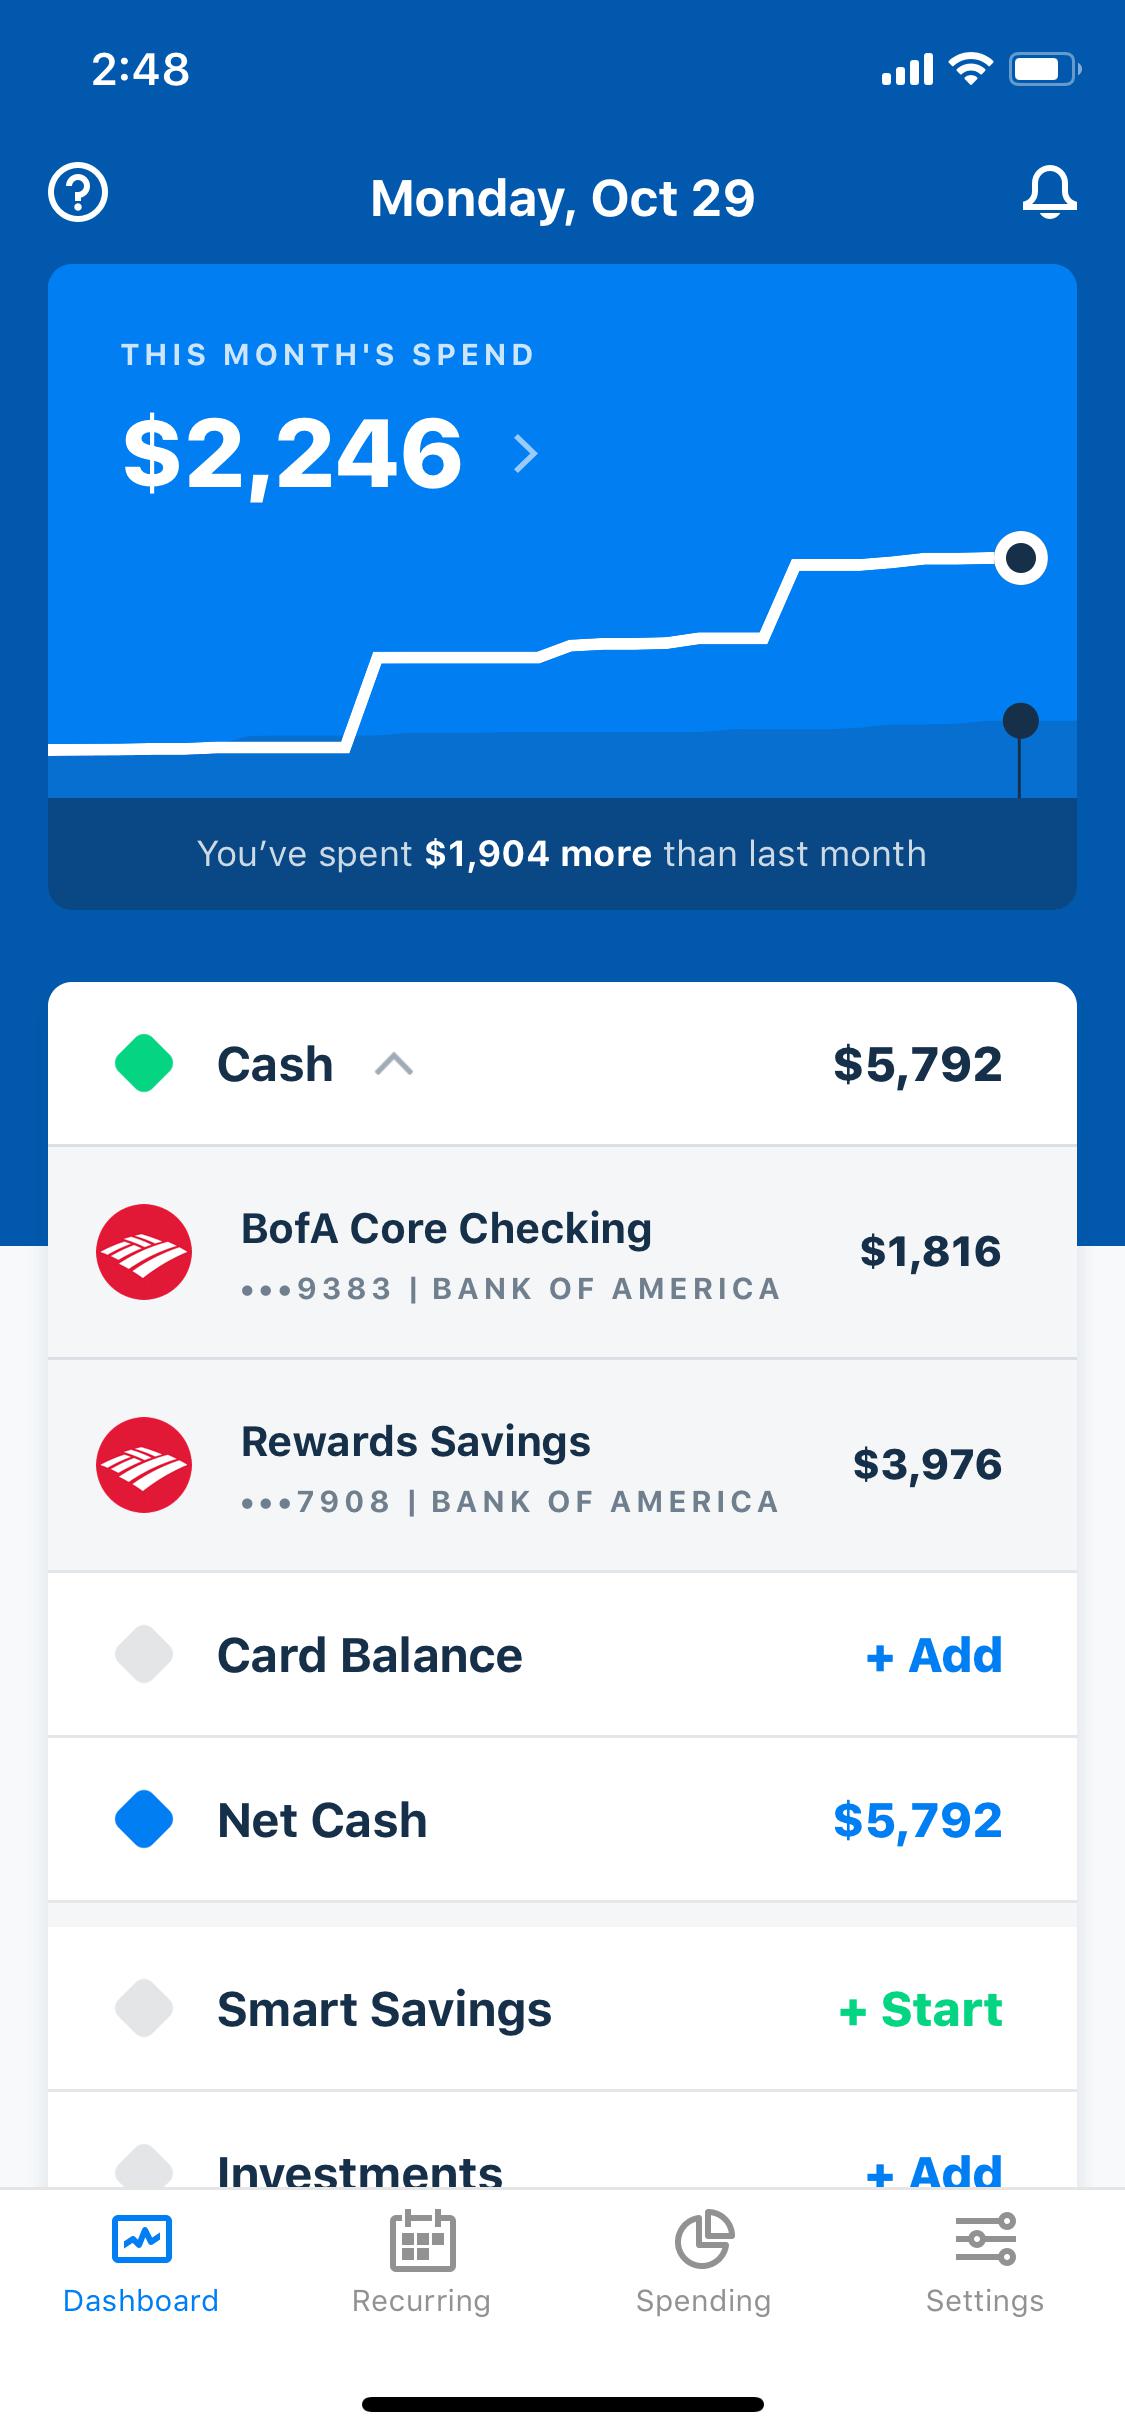 2:48
Monday, Oct 29
THIS MONTH'S SPEND
$2,246
You’ve spent $1,904 more than last month
Cash $5,792
BofA Core Checking
$1,816
•••9383 | BANK OF AMERICA
Rewards Savings
$3,976
•••7908 | BANK OF AMERICA
Card Balance + Add
Net Cash $5,792
Smart Savings + Start
Investments + Add
Dashboard Recurring Spending Settings